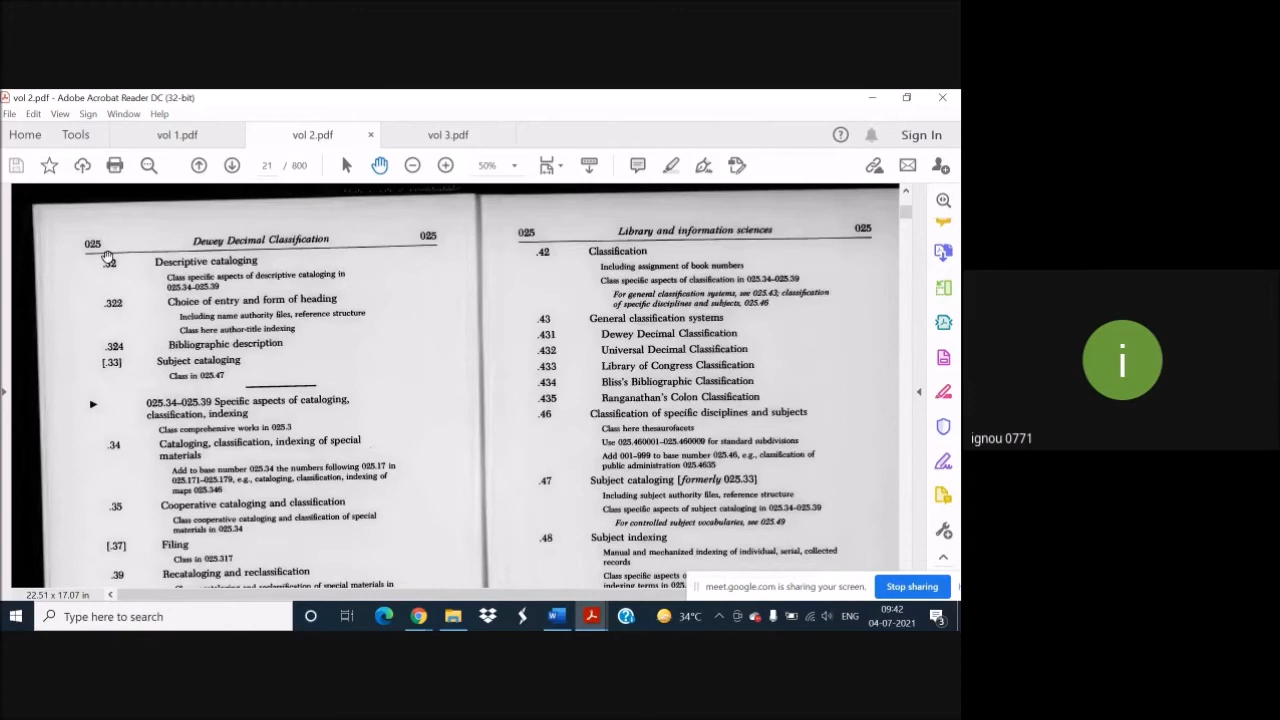 vol 2.pdf - Adobe Acrobat Reader DC (32-bit)
File Edit View Sign Window Help
Home Tools vol 1.pdf vol 2.pdf × vol 3.pdf Sign In
21 / 800 50%
025 Dewey Decimal Classification 025
.32 Descriptive cataloging
Class specific aspects of descriptive cataloging in
025.34–025.39
.322 Choice of entry and form of heading
Including name authority files, reference structure
Class here author-title indexing
.324 Bibliographic description
[.33] Subject cataloging
Class in 025.47
025.34–025.39 Specific aspects of cataloging,
classification, indexing
Class comprehensive works in 025.3
.34 Cataloging, classification, indexing of special
materials
Add to base number 025.34 the numbers following 025.17 in
025.171–025.179, e.g., cataloging, classification, indexing of
maps 025.346
.35 Cooperative cataloging and classification
Class cooperative cataloging and classification of special
materials in 025.34
[.37] Filing
Class in 025.317
.39 Recataloging and reclassification
025 Library and information sciences 025
.42 Classification
Including assignment of book numbers
Class specific aspects of classification in 025.34–025.39
For general classification systems, see 025.43; classification
of specific disciplines and subjects, 025.46
.43 General classification systems
.431 Dewey Decimal Classification
.432 Universal Decimal Classification
.433 Library of Congress Classification
.434 Bliss's Bibliographic Classification
.435 Ranganathan's Colon Classification
.46 Classification of specific disciplines and subjects
Class here thesaurofacets
Use 025.460001–025.460009 for standard subdivisions
Add 001–999 to base number 025.46, e.g., classification of
public administration 025.4635
.47 Subject cataloging [formerly 025.33]
Including subject authority files, reference structure
Class specific aspects of subject cataloging in 025.34–025.39
For controlled subject vocabularies, see 025.49
.48 Subject indexing
Manual and mechanized indexing of individual, serial, collected
records
Class specific aspects
indexing terms in 025.
22.51 x 17.07 in
meet.google.com is sharing your screen. Stop sharing
Type here to search
34°C ENG
09:42
04-07-2021
3
i
ignou 0771